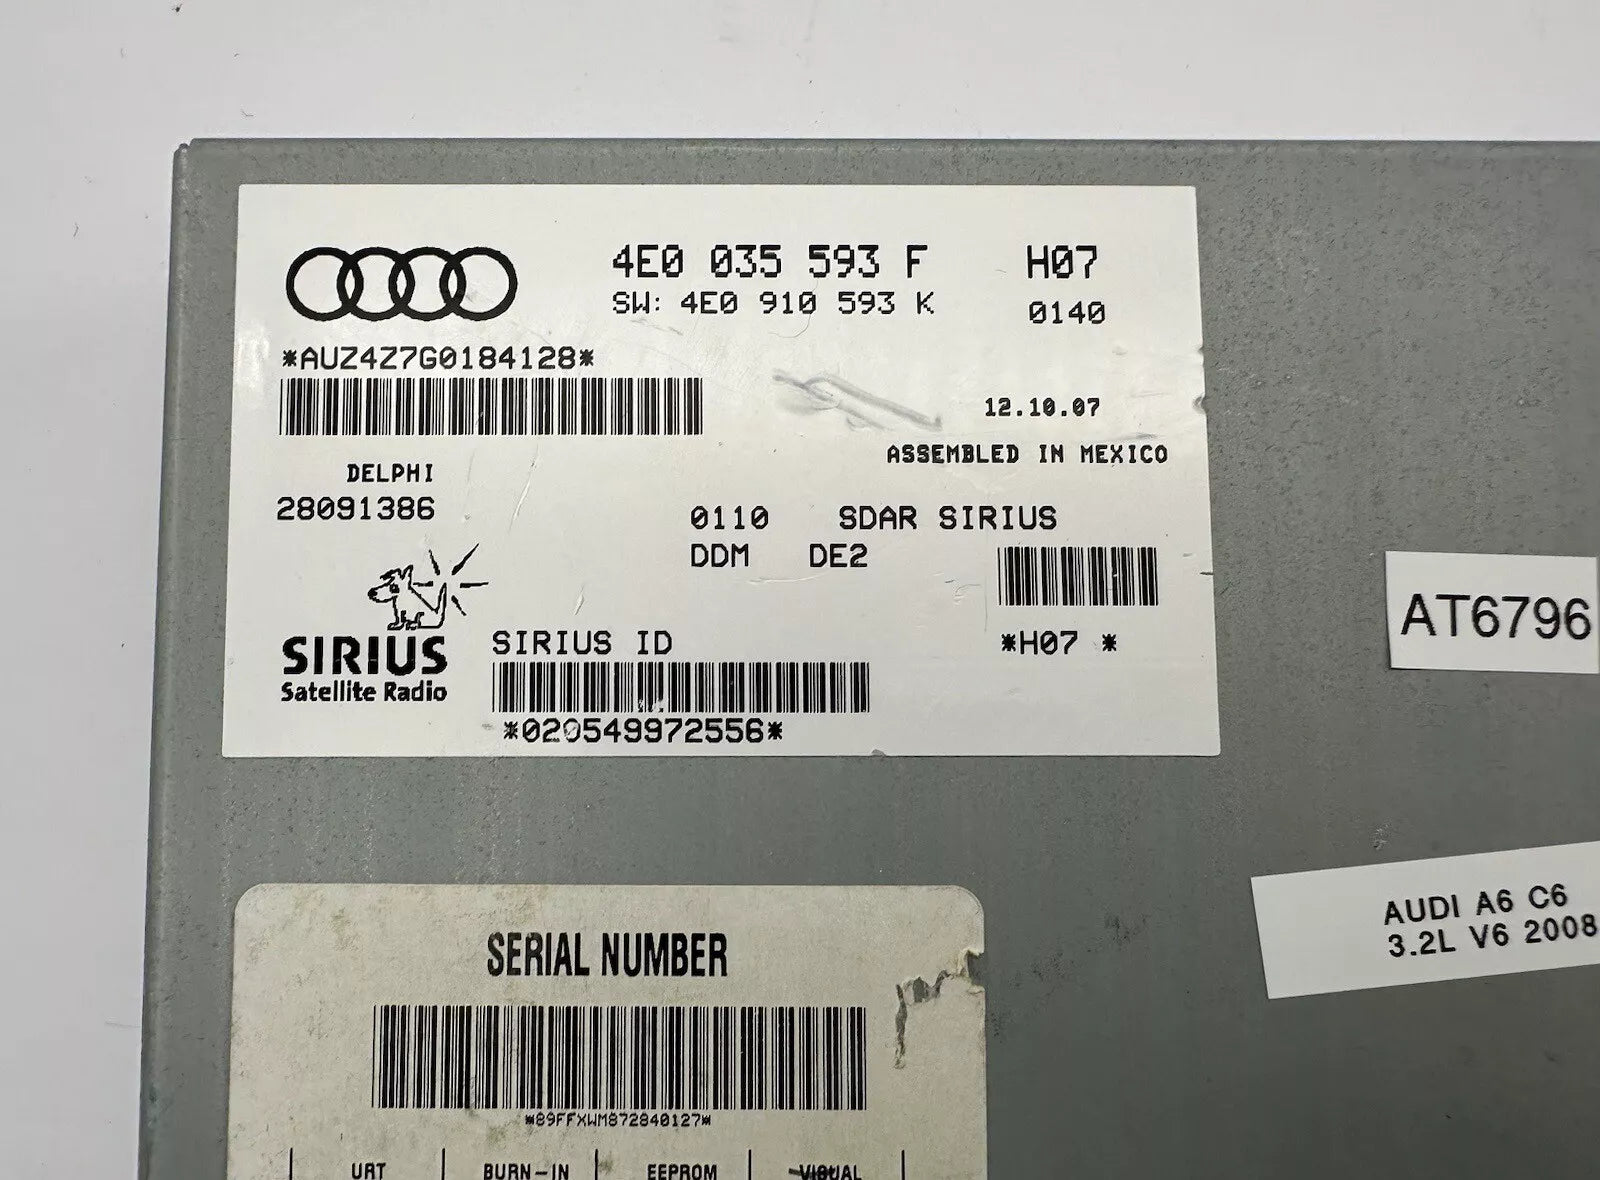 4E0 035 593 F H07
SW: 4E0 910 593 K 0140
*AUZ4Z7G0184128*
12.10.07
ASSEMBLED IN MEXICO
DELPHI
28091386
0110 SDAR SIRIUS
DDM DE2
SIRIUS
Satellite Radio
SIRIUS ID
*020549972556*
*H07 *
AT6796
AUDI A6 C6
3.2L V6 2008
SERIAL NUMBER
*89FFXWM872840127*
URT BURN-IN EEPROM VISUAL